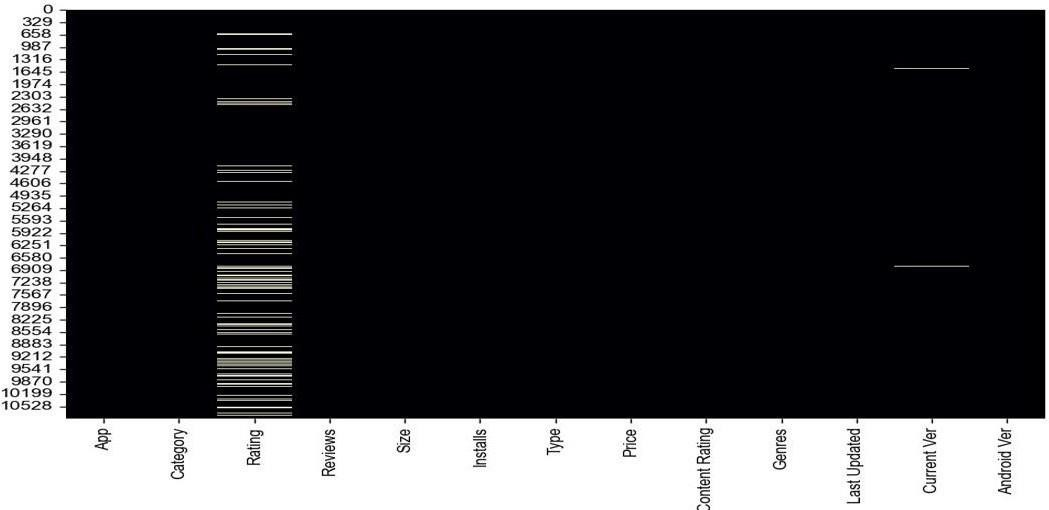 0
329
658
987
1316
1645
1974
2303
2632
2961
3290
3619
3948
4277
4606
4935
5264
5593
5922
6251
6580
6909
7238
7567
7896
8225
8554
8883
9212
9541
9870
10199
10528
App
Category
Rating
Reviews
Size
Installs
Type
Price
Content Rating
Genres
Last Updated
Current Ver
Android Ver